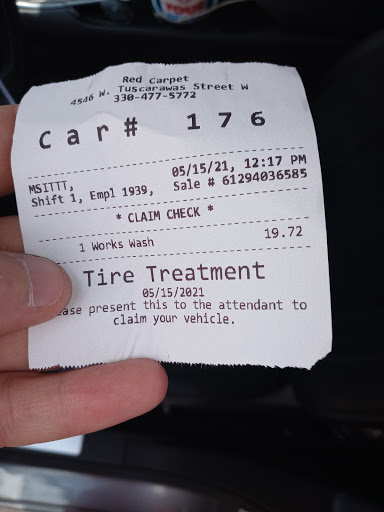 Red Carpet
4546 W. Tuscarawas Street W
330-477-5772
Car# 176
MSITTT, 05/15/21, 12:17 PM
Shift 1, Empl 1939, Sale # 61294036585
* CLAIM CHECK *
1 Works Wash 19.72
Tire Treatment
05/15/2021
ease present this to the attendant to
claim your vehicle.